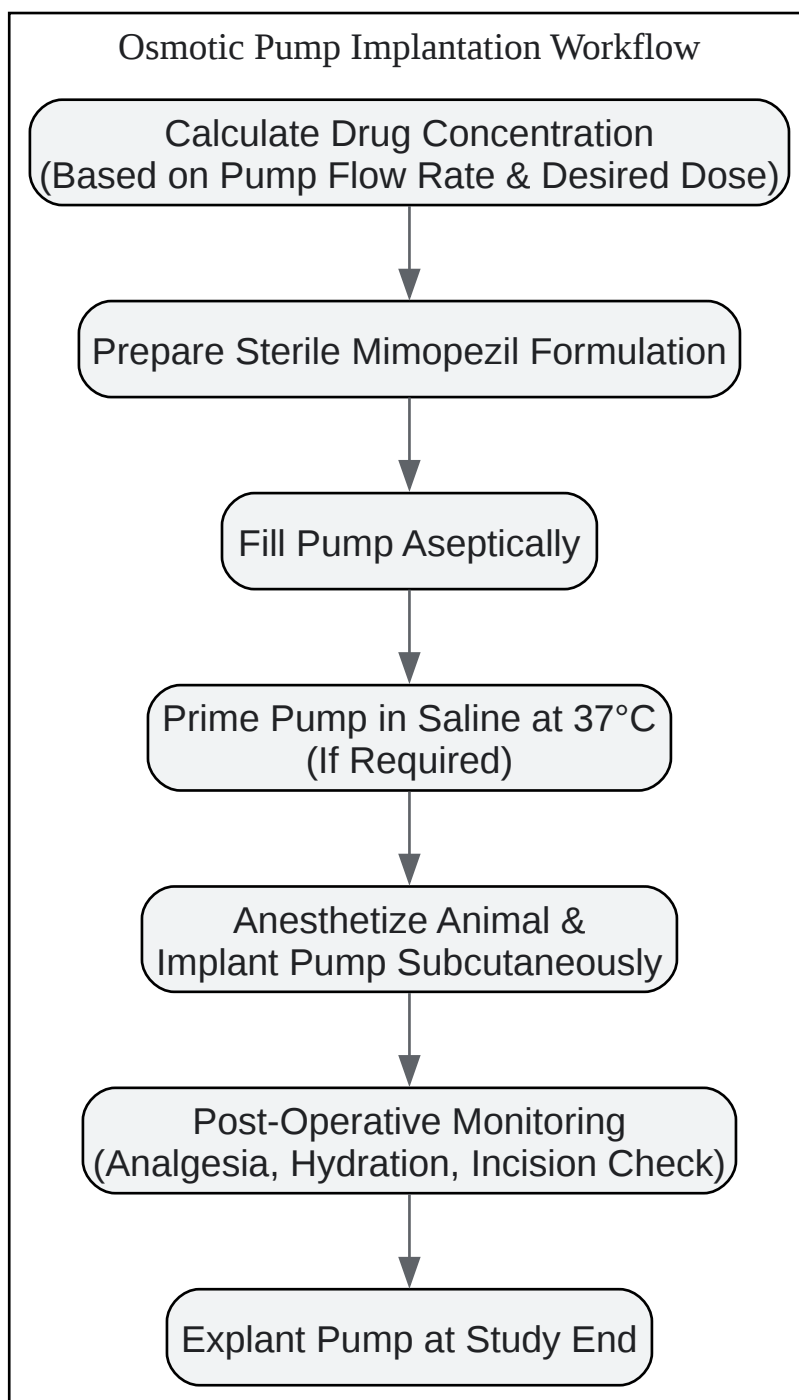 Osmotic Pump Implantation Workflow
Calculate Drug Concentration
(Based on Pump Flow Rate & Desired Dose)
Prepare Sterile Mimopezil Formulation
Fill Pump Aseptically
Prime Pump in Saline at 37°C
(If Required)
Anesthetize Animal &
Implant Pump Subcutaneously
Post-Operative Monitoring
(Analgesia, Hydration, Incision Check)
Explant Pump at Study End